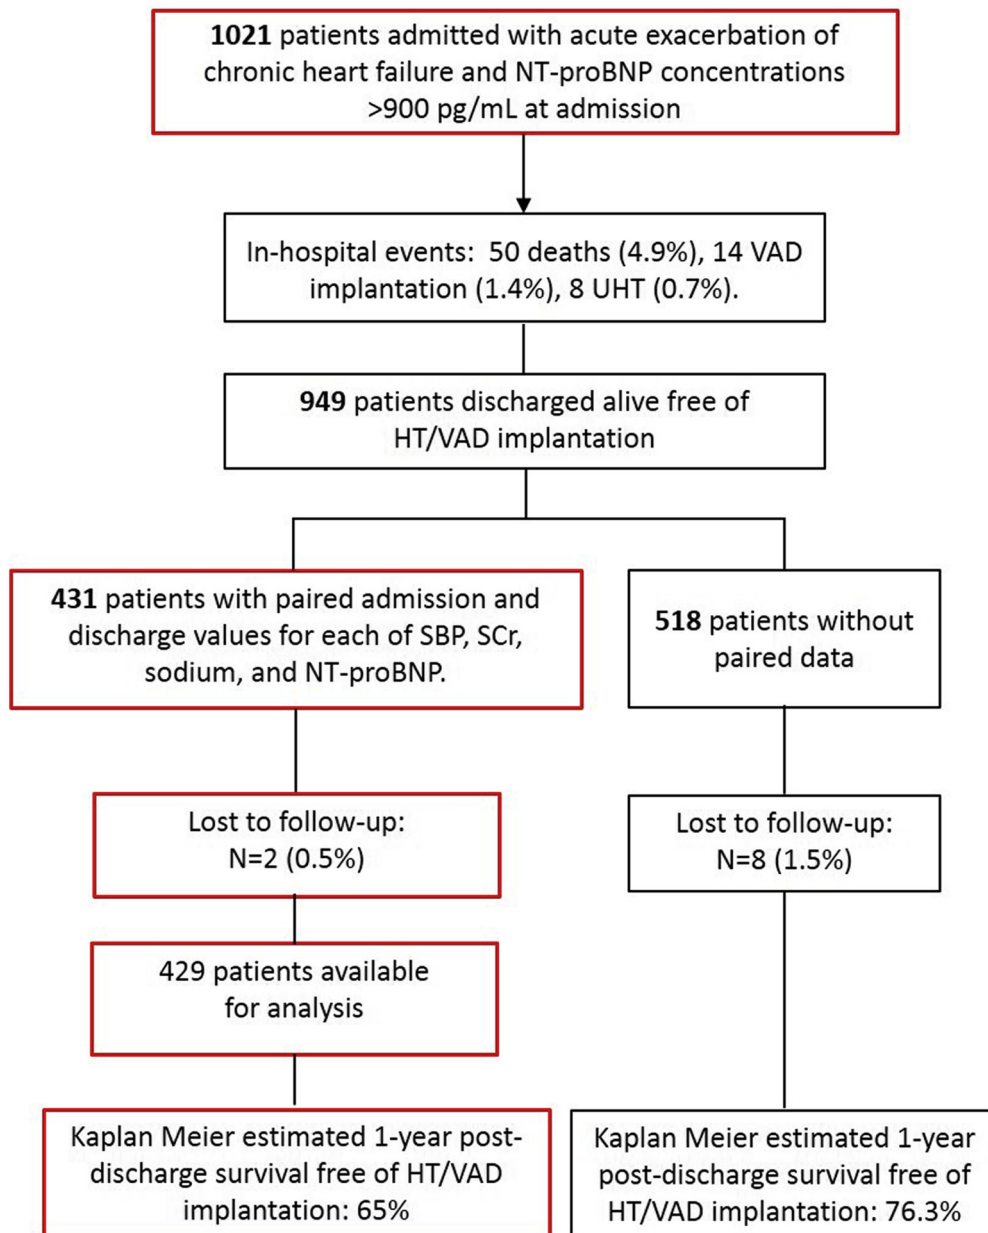 1021 patients admitted with acute exacerbation of
chronic heart failure and NT-proBNP concentrations
>900 pg/mL at admission
In-hospital events:  50 deaths (4.9%), 14 VAD
implantation (1.4%), 8 UHT (0.7%).
949 patients discharged alive free of
HT/VAD implantation
431 patients with paired admission and
discharge values for each of SBP, SCr,
sodium, and NT-proBNP.
518 patients without
paired data
Lost to follow-up:
N=2 (0.5%)
Lost to follow-up:
N=8 (1.5%)
429 patients available
for analysis
Kaplan Meier estimated 1-year post-
discharge survival free of HT/VAD
implantation: 65%
Kaplan Meier estimated 1-year
post-discharge survival free of
HT/VAD implantation: 76.3%